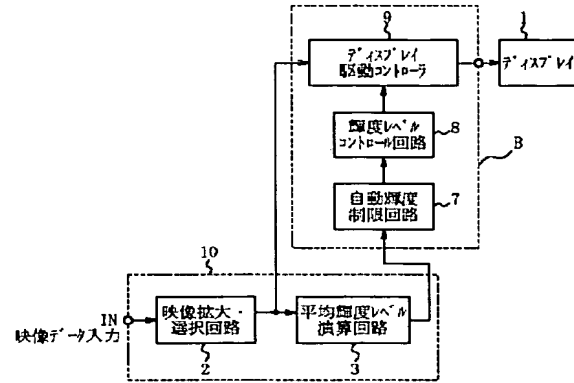 9
1
ディスプレイ
駆動コントローラ
ディスプレイ
輝度レベル
コントロール回路
8
B
自動輝度
制限回路
7
10
IN
映像データ入力
映像拡大・
選択回路
平均輝度レベル
演算回路
2
3